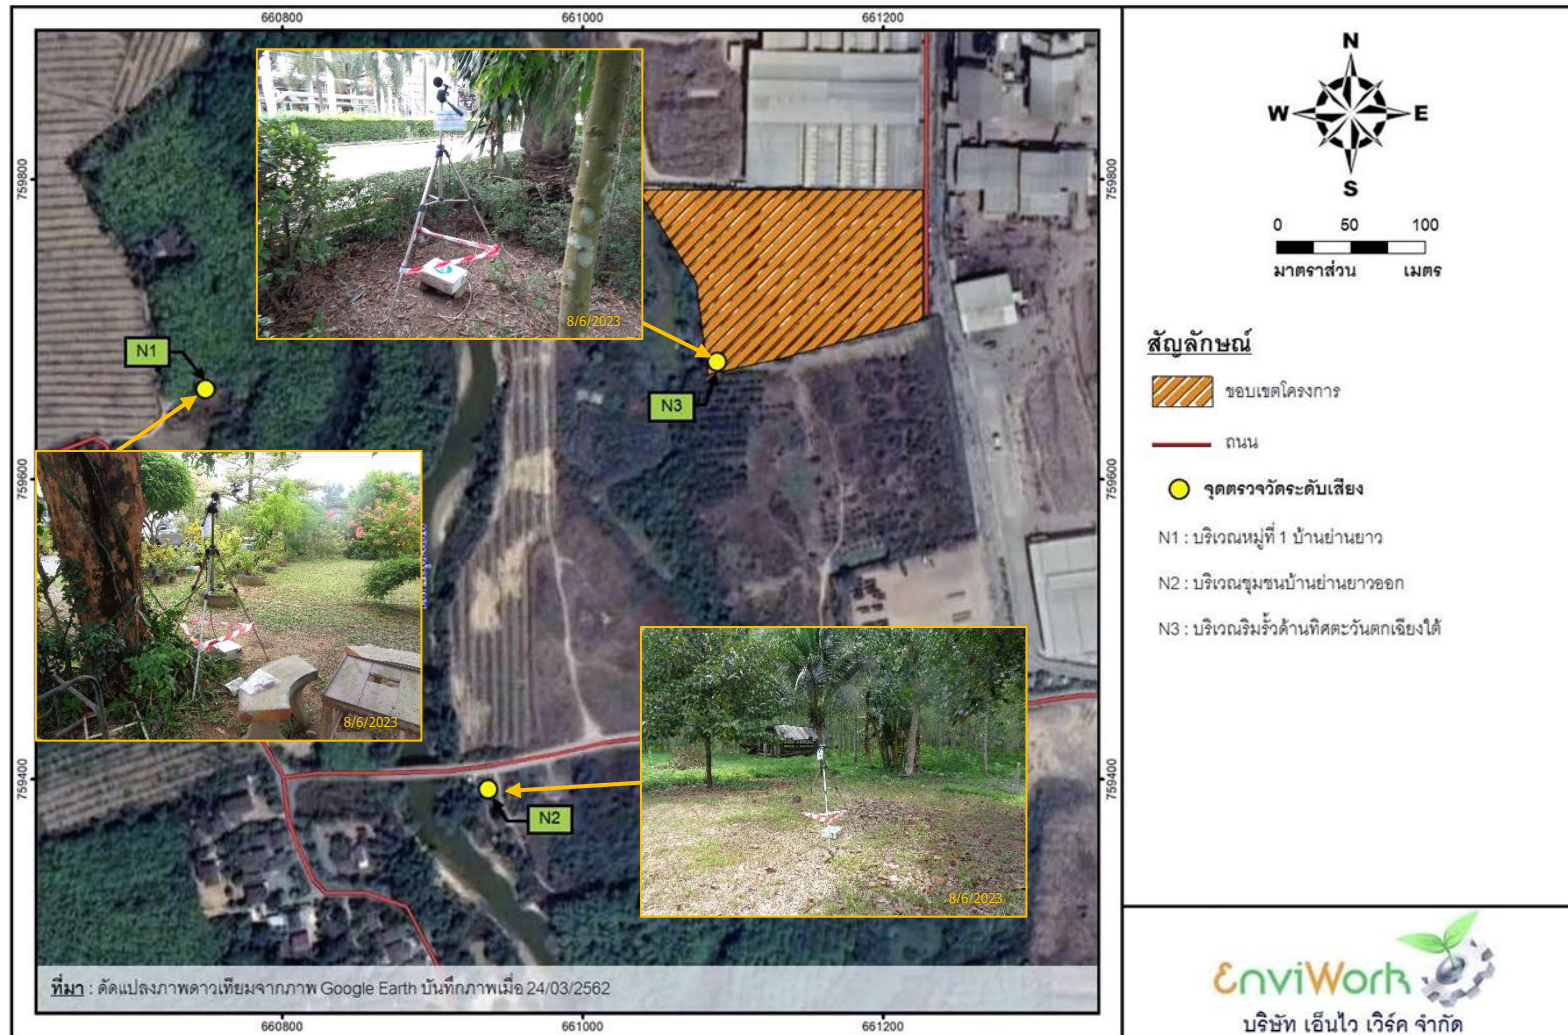 660800
661000
661200
759800
759600
759400
759800
759600
759400
660800
661000
661200
8/6/2023
N1
N3
8/6/2023
N2
8/6/2023
ที่มา : ดัดแปลงภาพดาวเทียมจากภาพ Google Earth บันทึกภาพเมื่อ 24/03/2562
N
W
E
S
0 50 100
มาตราส่วน เมตร
สัญลักษณ์
ขอบเขตโครงการ
ถนน
จุดตรวจวัดระดับเสียง
N1 : บริเวณหมู่ที่ 1 บ้านย่านยาว
N2 : บริเวณชุมชนบ้านย่านยาวออก
N3 : บริเวณริมรั้วด้านทิศตะวันตกเฉียงใต้
EnviWork
บริษัท เอ็นไว เวิร์ค จำกัด